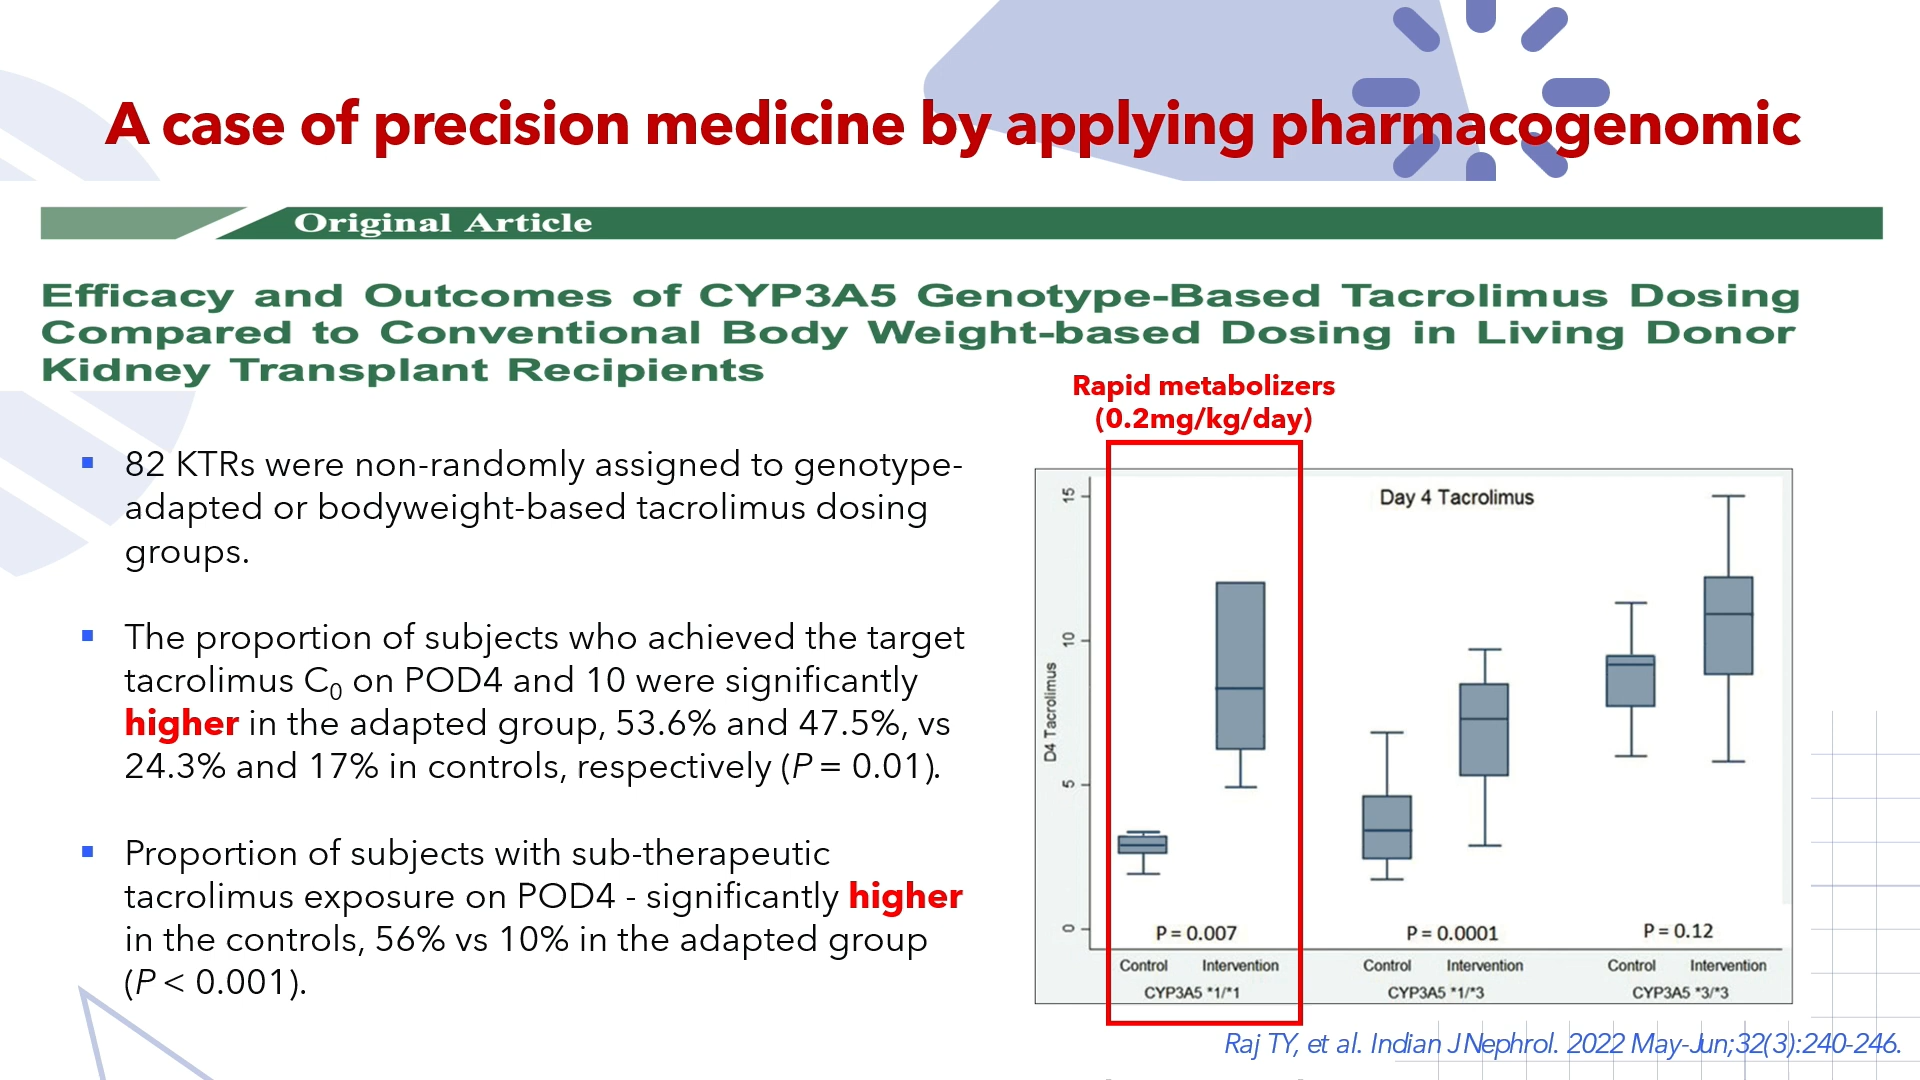 A case of precision medicine by applying pharmacogenomic
Original Article
Efficacy and Outcomes of CYP3A5 Genotype-Based Tacrolimus Dosing
Compared to Conventional Body Weight-based Dosing in Living Donor
Kidney Transplant Recipients
▪ 82 KTRs were non-randomly assigned to genotype-
adapted or bodyweight-based tacrolimus dosing
groups.
▪ The proportion of subjects who achieved the target
tacrolimus C0 on POD4 and 10 were significantly
higher in the adapted group, 53.6% and 47.5%, vs
24.3% and 17% in controls, respectively (P = 0.01).
▪ Proportion of subjects with sub-therapeutic
tacrolimus exposure on POD4 - significantly higher
in the controls, 56% vs 10% in the adapted group
(P < 0.001).
Rapid metabolizers
(0.2mg/kg/day)
Day 4 Tacrolimus
D4 Tacrolimus
15
10
5
0
P = 0.007 P = 0.0001 P = 0.12
Control Intervention Control Intervention Control Intervention
CYP3A5 *1/*1 CYP3A5 *1/*3 CYP3A5 *3/*3
Raj TY, et al. Indian J Nephrol. 2022 May-Jun;32(3):240-246.